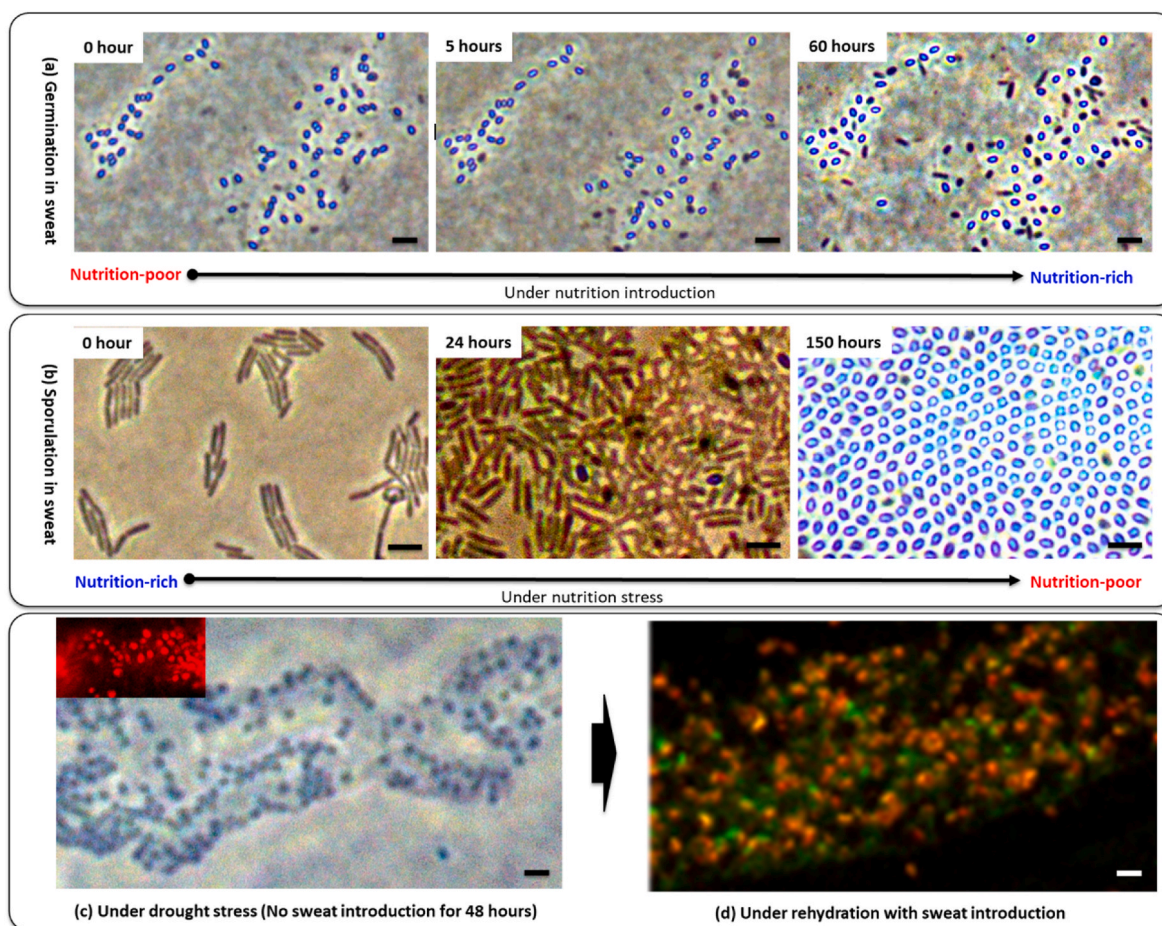 (a) Germination in sweat
0 hour
5 hours
60 hours
Nutrition-poor
Nutrition-rich
Under nutrition introduction
(b) Sporulation in sweat
0 hour
24 hours
150 hours
Nutrition-rich
Nutrition-poor
Under nutrition stress
(c) Under drought stress (No sweat introduction for 48 hours)
(d) Under rehydration with sweat introduction